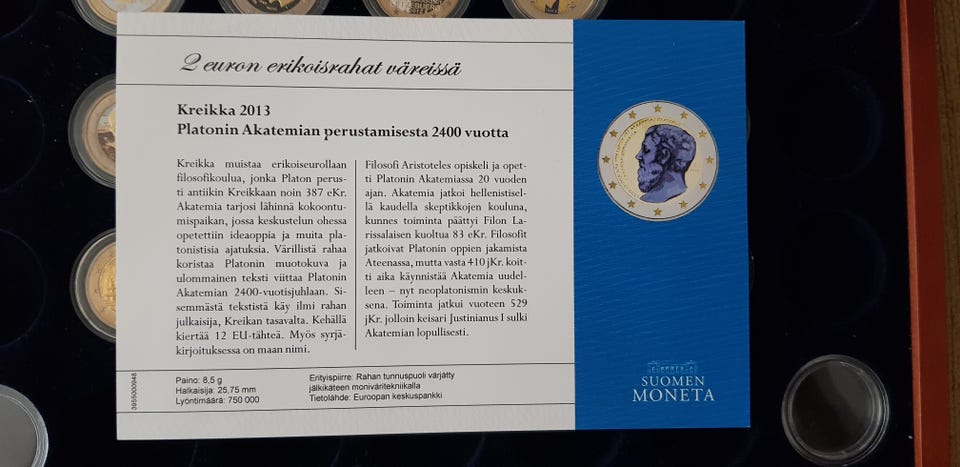 2 euron erikoisrahat väreissä
Kreikka 2013
Platonin Akatemian perustamisesta 2400 vuotta
Kreikka muistaa erikoiseurollaan
filosofikoulua, jonka Platon perus-
ti antiikin Kreikkaan noin 387 eKr.
Akatemia tarjosi lähinnä kokoontu-
mispaikan, jossa keskustelun ohessa
opetettiin ideaoppia ja muita pla-
tonistisia ajatuksia. Värillistä rahaa
koristaa Platonin muotokuva ja
ulommainen teksti viittaa Platonin
Akatemian 2400-vuotisjuhlaan. Si-
semmästä tekstistä käy ilmi rahan
julkaisija, Kreikan tasavalta. Kehällä
kiertää 12 EU-tähteä. Myös syrjä-
kirjoituksessa on maan nimi.
Filosofi Aristoteles opiskeli ja opet-
ti Platonin Akatemiassa 20 vuoden
ajan. Akatemia jatkoi hellenistisel-
lä kaudella skeptikkojen kouluna,
kunnes toiminta päättyi Filon La-
rissalaisen kuoltua 83 eKr. Filosofit
jatkoivat Platonin oppien jakamista
Ateenassa, mutta vasta 410 jKr. koit-
ti aika käynnistää Akatemia uudel-
leen – nyt neoplatonismin keskuk-
sena. Toiminta jatkui vuoteen 529
jKr. jolloin keisari Justinianus I sulki
Akatemian lopullisesti.
3955000948
Paino: 8,5 g
Halkaisija: 25,75 mm
Lyöntimäärä: 750 000
Erityispiirre: Rahan tunnuspuoli värjätty
jälkikäteen moniväritekniikalla
Tietolähde: Euroopan keskuspankki
SUOMEN
MONETA